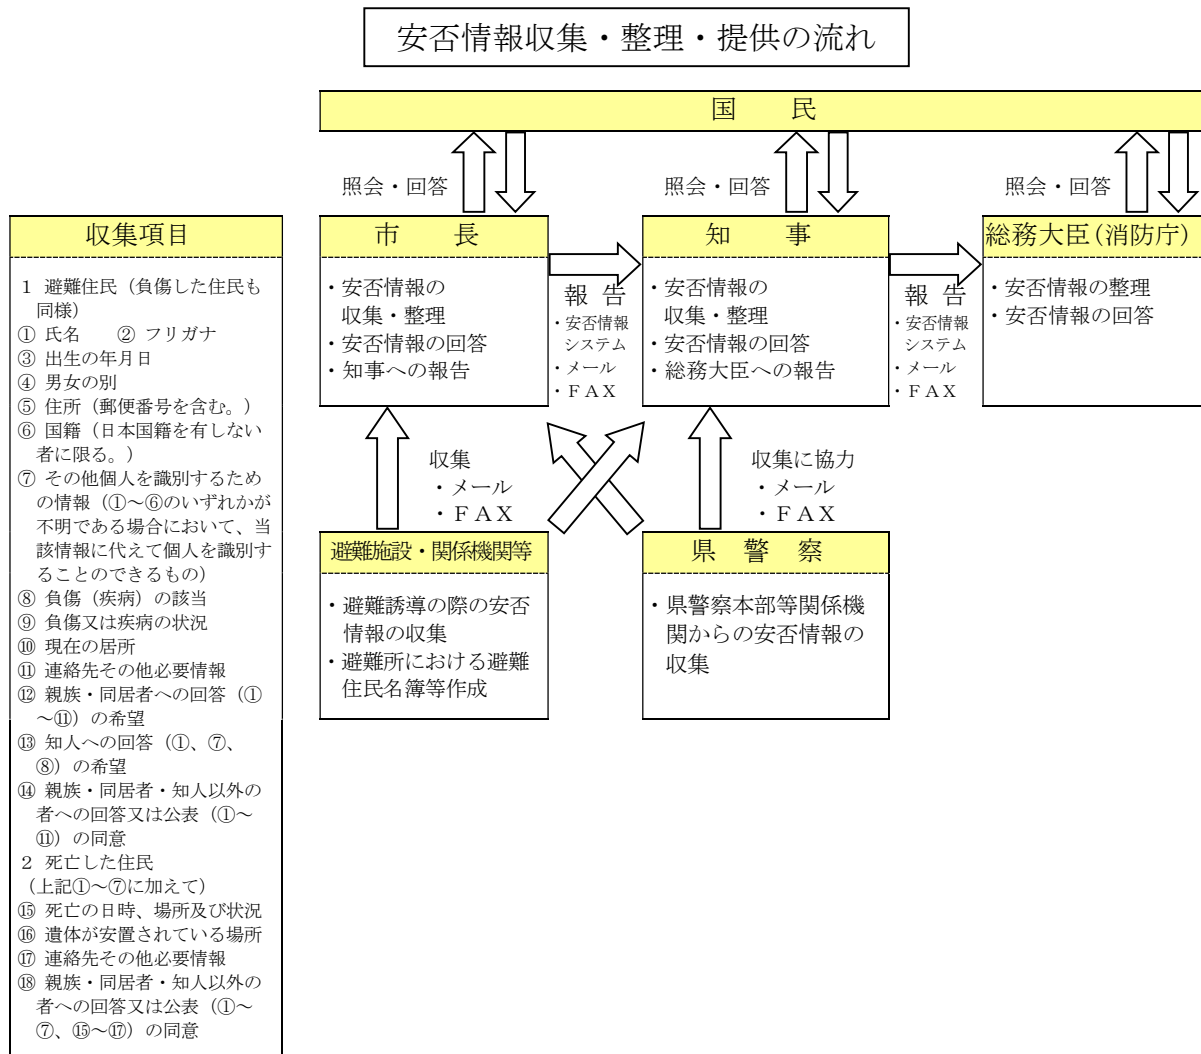 安否情報収集・整理・提供の流れ
国　　民
照会・回答
照会・回答
照会・回答
収集項目
1 避難住民（負傷した住民も
同様）
① 氏名　　② フリガナ
③ 出生の年月日
④ 男女の別
⑤ 住所（郵便番号を含む。）
⑥ 国籍（日本国籍を有しない
者に限る。）
⑦ その他個人を識別するため
の情報（①～⑥のいずれかが
不明である場合において、当
該情報に代えて個人を識別す
ることのできるもの）
⑧ 負傷（疾病）の該当
⑨ 負傷又は疾病の状況
⑩ 現在の居所
⑪ 連絡先その他必要情報
⑫ 親族・同居者への回答（①
～⑪）の希望
⑬ 知人への回答（①、⑦、
⑧）の希望
⑭ 親族・同居者・知人以外の
者への回答又は公表（①～
⑪）の同意
2 死亡した住民
（上記①～⑦に加えて）
⑮ 死亡の日時、場所及び状況
⑯ 遺体が安置されている場所
⑰ 連絡先その他必要情報
⑱ 親族・同居者・知人以外の
者への回答又は公表（①～
⑦、⑮～⑰）の同意
市　　長
・安否情報の
収集・整理
・安否情報の回答
・知事への報告
報 告
・安否情報
システム
・メール
・ＦＡＸ
知　　事
・安否情報の
収集・整理
・安否情報の回答
・総務大臣への報告
報 告
・安否情報
システム
・メール
・ＦＡＸ
総務大臣（消防庁）
・安否情報の整理
・安否情報の回答
収集
・メール
・ＦＡＸ
収集に協力
・メール
・ＦＡＸ
避難施設・関係機関等
・避難誘導の際の安否
情報の収集
・避難所における避難
住民名簿等作成
県　警　察
・県警察本部等関係機
関からの安否情報の
収集